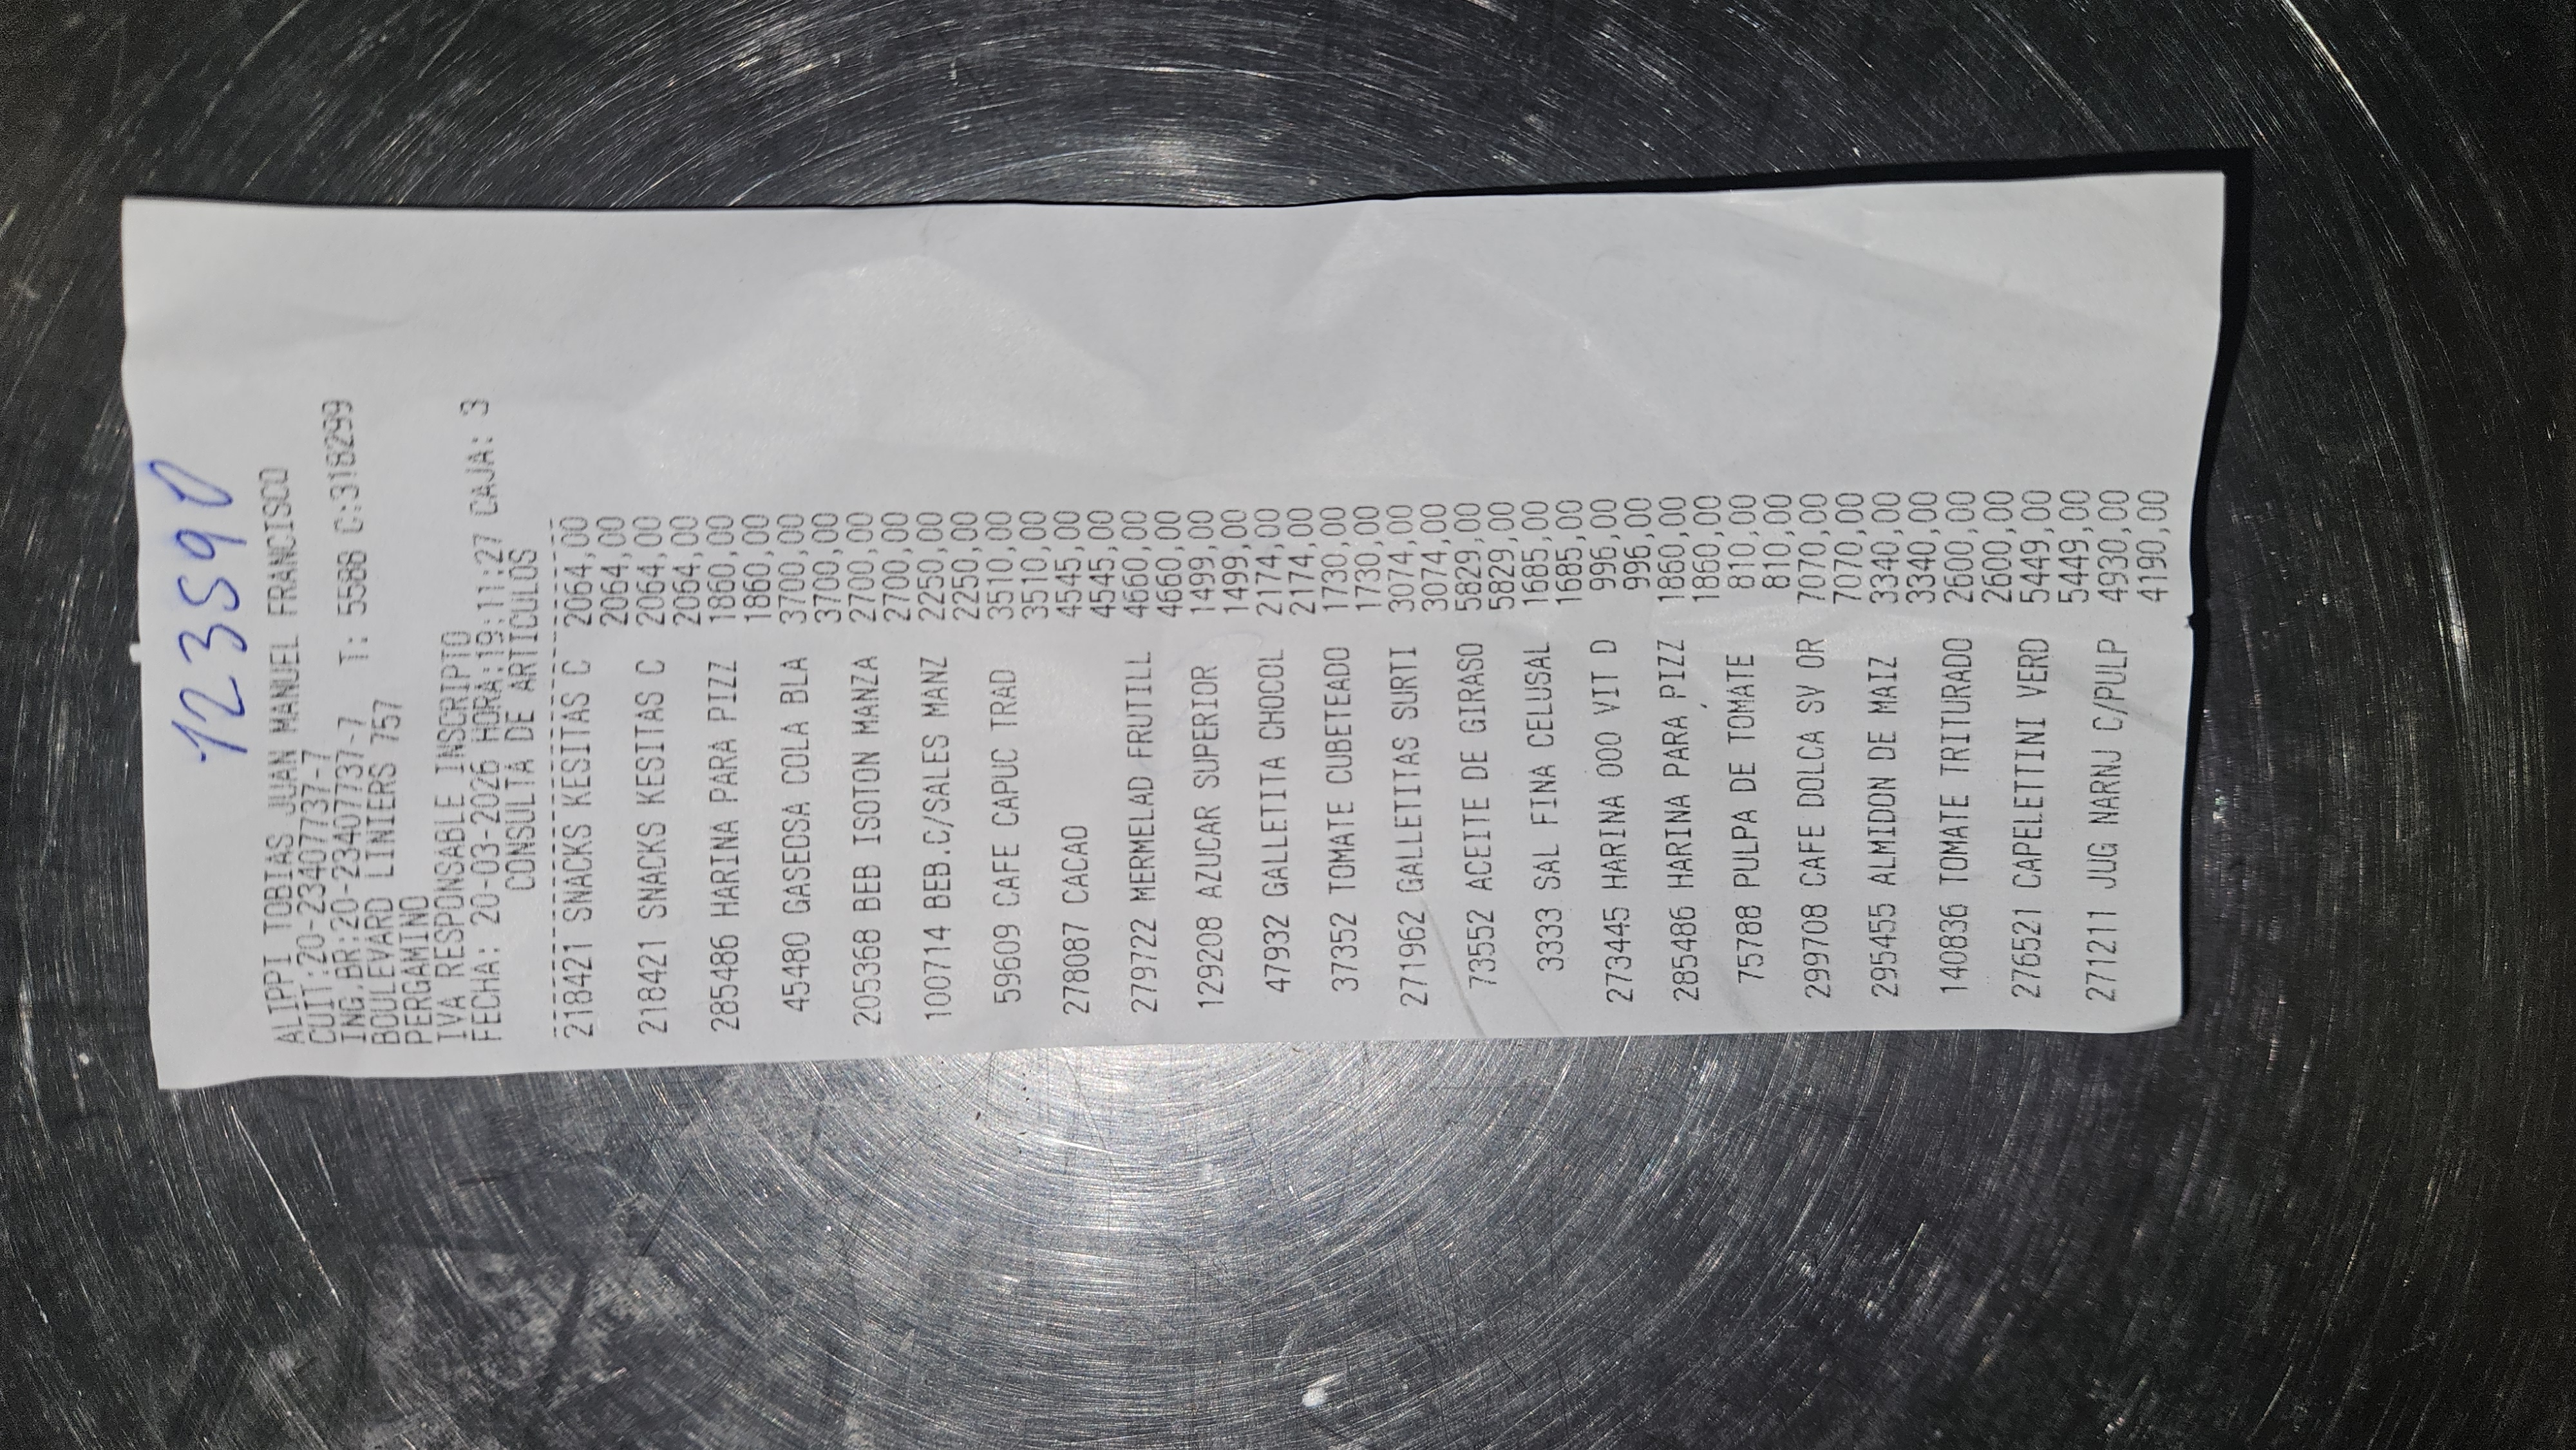 123590
ALIPPI TOBIAS JUAN MANUEL FRANCISCO
CUIT:20-23407737-7
ING.BR:20-23407737-7 T: 5588 C:318299
BOULEVARD LINIERS 757
PERGAMINO
IVA RESPONSABLE INSCRIPTO
FECHA: 20-03-2026 HORA:19:11:27 CAJA: 3
CONSULTA DE ARTICULOS
218421 SNACKS KESITAS C 2064,00
2064,00
218421 SNACKS KESITAS C 2064,00
2064,00
285486 HARINA PARA PIZZ 1860,00
1860,00
45480 GASEOSA COLA BLA 3700,00
3700,00
205368 BEB ISOTON MANZA 2700,00
2700,00
100714 BEB.C/SALES MANZ 2250,00
2250,00
59609 CAFE CAPUC TRAD 3510,00
3510,00
278087 CACAO 4545,00
4545,00
279722 MERMELAD FRUTILL 4660,00
4660,00
129208 AZUCAR SUPERIOR 1499,00
1499,00
47932 GALLETITA CHOCOL 2174,00
2174,00
37352 TOMATE CUBETEADO 1730,00
1730,00
271962 GALLETITAS SURTI 3074,00
3074,00
73552 ACEITE DE GIRASO 5829,00
5829,00
3333 SAL FINA CELUSAL 1685,00
1685,00
273445 HARINA 000 VIT D 996,00
996,00
285486 HARINA PARA PIZZ 1860,00
1860,00
75788 PULPA DE TOMATE 810,00
810,00
299708 CAFE DOLCA SV OR 7070,00
7070,00
295455 ALMIDON DE MAIZ 3340,00
3340,00
140836 TOMATE TRITURADO 2600,00
2600,00
276521 CAPELETTINI VERD 5449,00
5449,00
271211 JUG NARNJ C/PULP 4930,00
4190,00